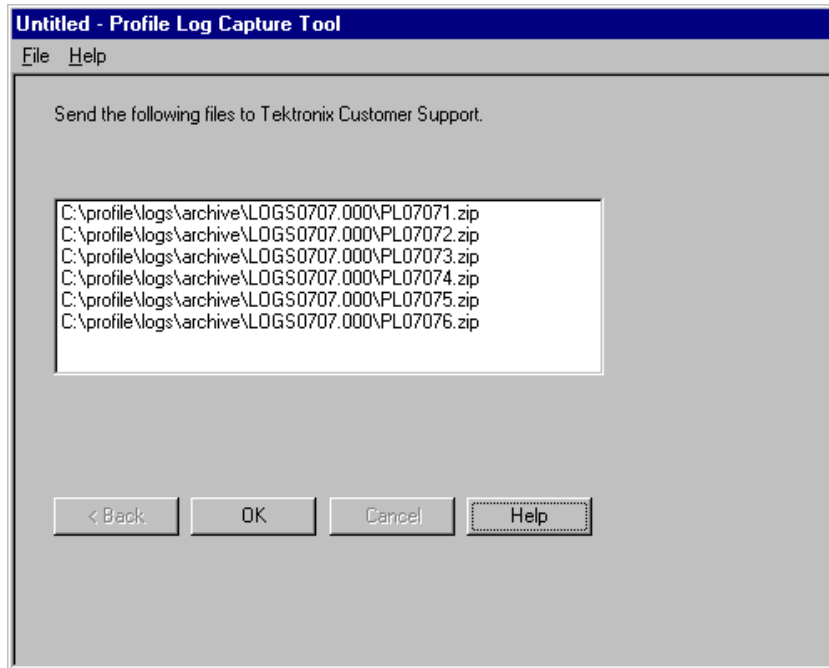 Untitled - Profile Log Capture Tool
File Help
Send the following files to Tektronix Customer Support.
C:\profile\logs\archive\LOGS0707.000\PL07071.zip
C:\profile\logs\archive\LOGS0707.000\PL07072.zip
C:\profile\logs\archive\LOGS0707.000\PL07073.zip
C:\profile\logs\archive\LOGS0707.000\PL07074.zip
C:\profile\logs\archive\LOGS0707.000\PL07075.zip
C:\profile\logs\archive\LOGS0707.000\PL07076.zip
< Back OK Cancel Help